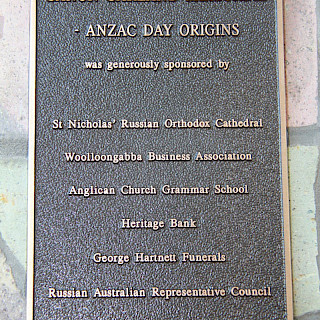 - ANZAC DAY ORIGINS
was generously sponsored by
St Nicholas' Russian Orthodox Cathedral
Woolloongabba Business Association
Anglican Church Grammar School
Heritage Bank
George Hartnett Funerals
Russian Australian Representative Council